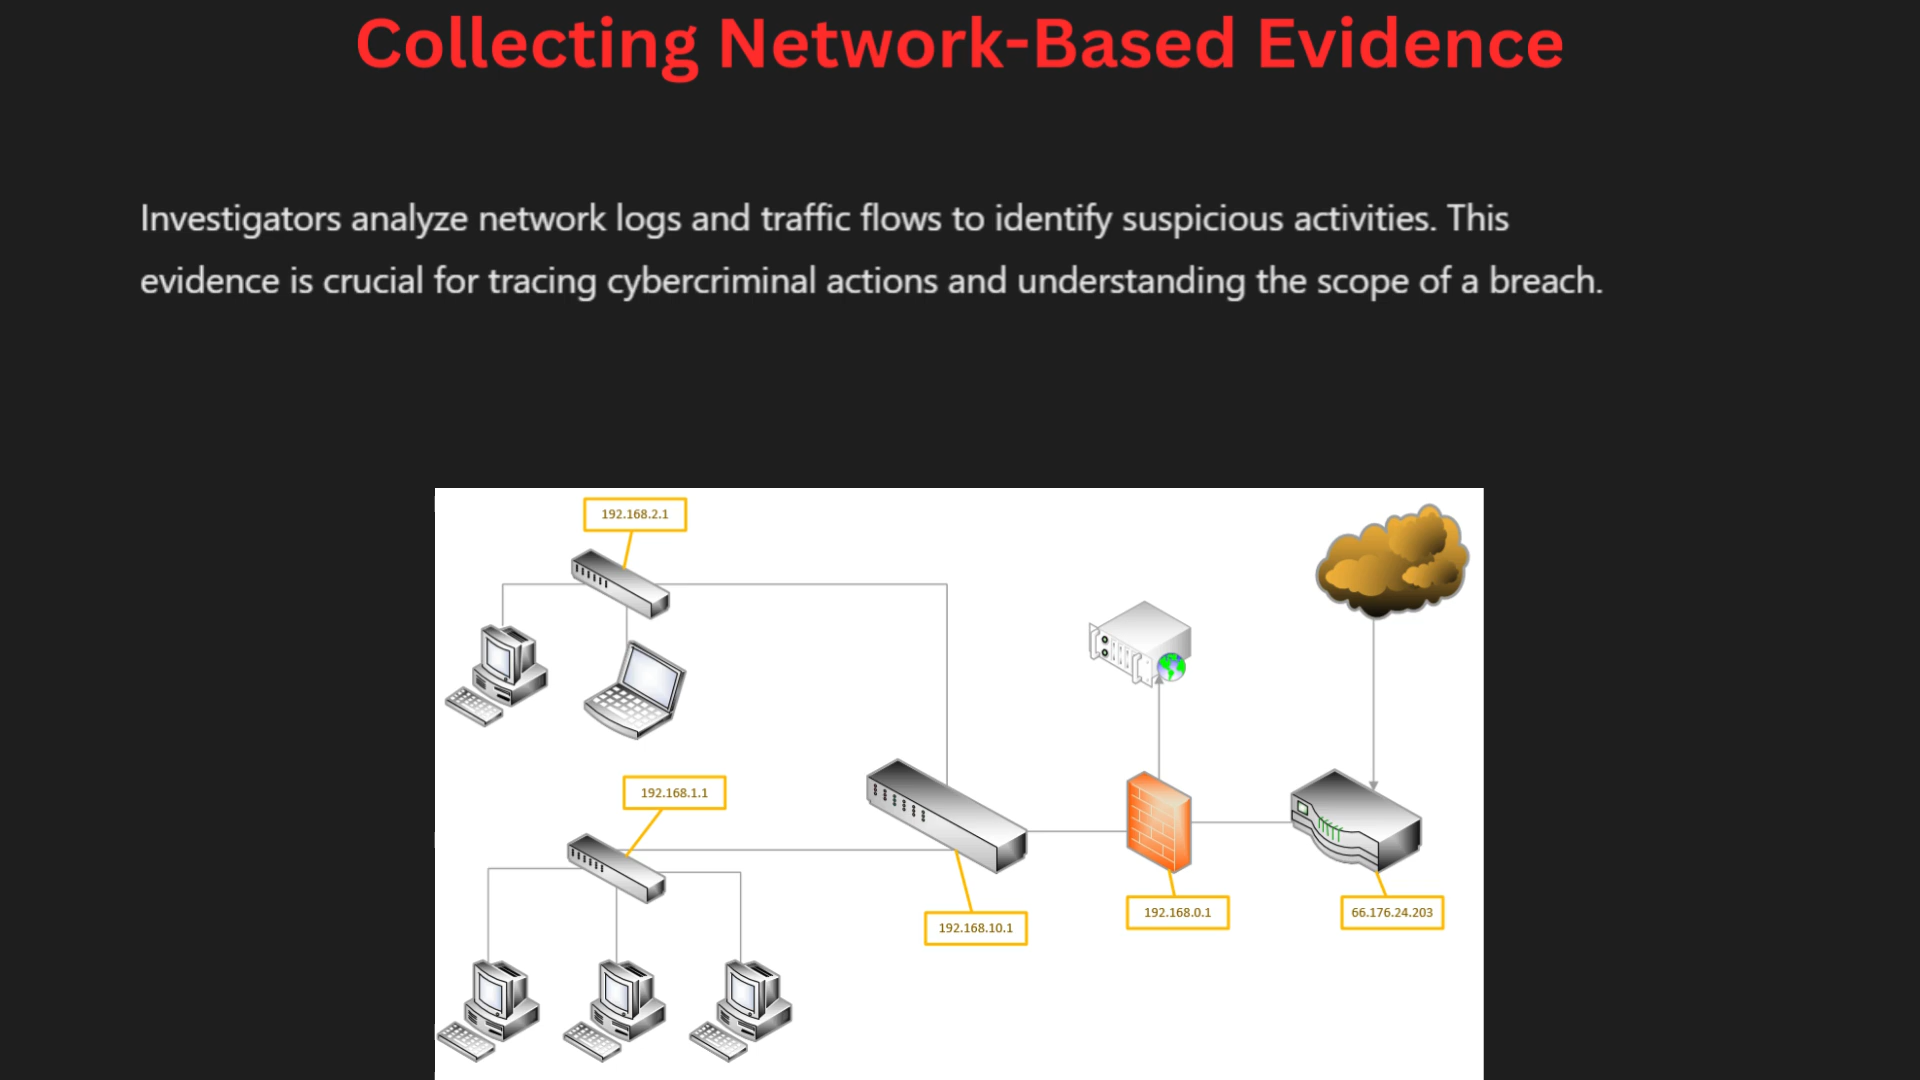 Collecting Network-Based Evidence
Investigators analyze network logs and traffic flows to identify suspicious activities. This
evidence is crucial for tracing cybercriminal actions and understanding the scope of a breach.
192.168.2.1
192.168.1.1
192.168.10.1
192.168.0.1
66.176.24.203